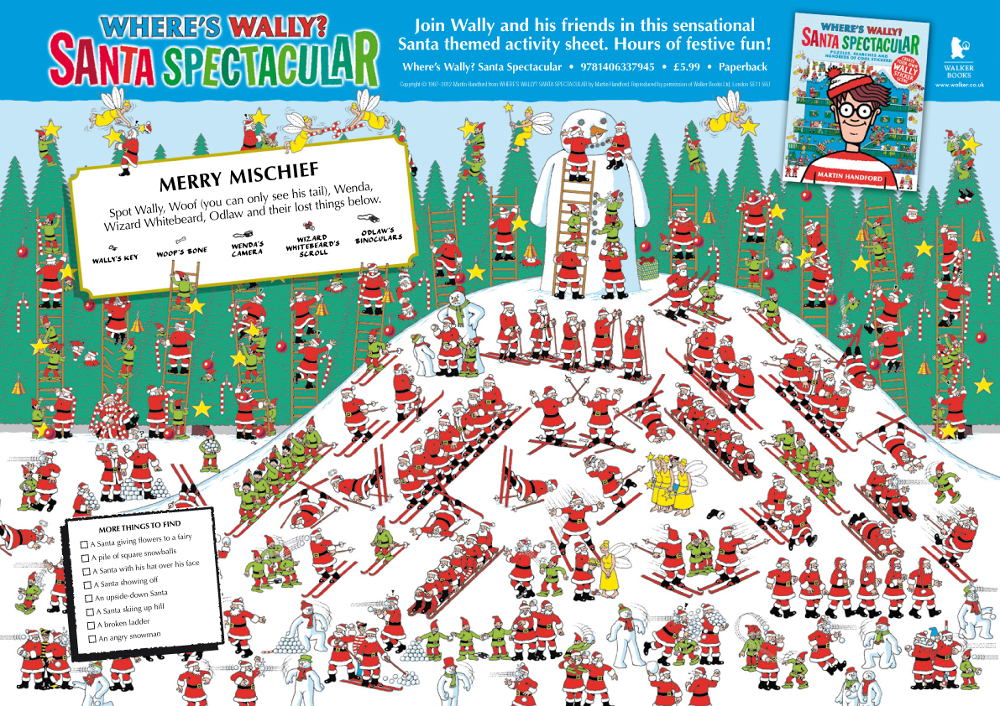 WHERE'S WALLY?
SANTA SPECTACULAR
Join Wally and his friends in this sensational
Santa themed activity sheet. Hours of festive fun!
Where's Wally? Santa Spectacular • 9781406337945 • £5.99 • Paperback
Copyright © 1987–2012 Martin Handford from WHERE'S WALLY? SANTA SPECTACULAR by Martin Handford. Reproduced by permission of Walker Books Ltd, London SE11 5HJ
WHERE'S WALLY?
SANTA SPECTACULAR
PUZZLES, SEARCHES AND
HUNDREDS OF COOL STICKERS!
CREATE
YOUR OWN
WALLY
STICKER
SCENE
MARTIN HANDFORD
WALKER
BOOKS
www.walker.co.uk
MERRY MISCHIEF
Spot Wally, Woof (you can only see his tail), Wenda,
Wizard Whitebeard, Odlaw and their lost things below.
WALLY'S KEY
WOOF'S BONE
WENDA'S
CAMERA
WIZARD
WHITEBEARD'S
SCROLL
ODLAW'S
BINOCULARS
MORE THINGS TO FIND
A Santa giving flowers to a fairy
A pile of square snowballs
A Santa with his hat over his face
A Santa showing off
An upside-down Santa
A Santa skiing up hill
A broken ladder
An angry snowman